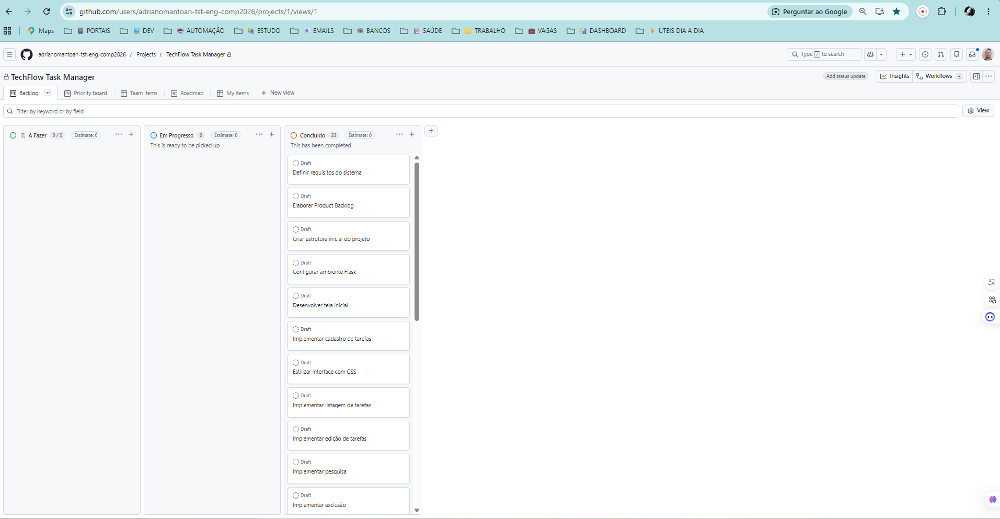 github.com/users/adrianomantoan-tst-eng-comp2026/projects/1/views/1
Perguntar ao Google
Maps
PORTAIS
DEV
AUTOMAÇÃO
ESTUDO
EMAILS
BANCOS
SAÚDE
TRABALHO
VAGAS
DASHBOARD
ÚTEIS DIA A DIA
adrianomantoan-tst-eng-comp2026 / Projects / TechFlow Task Manager
Type / to search
TechFlow Task Manager
Add status update
Insights
Workflows 5
Backlog
Priority board
Team items
Roadmap
My items
New view
Filter by keyword or by field
View
A Fazer 0 / 5 Estimate: 0
Em Progresso 0 Estimate: 0
This is ready to be picked up
Concluído 23 Estimate: 0
This has been completed
Draft
Definir requisitos do sistema
Draft
Elaborar Product Backlog
Draft
Criar estrutura inicial do projeto
Draft
Configurar ambiente Flask
Draft
Desenvolver tela inicial
Draft
Implementar cadastro de tarefas
Draft
Estilizar interface com CSS
Draft
Implementar listagem de tarefas
Draft
Implementar edição de tarefas
Draft
Implementar pesquisa
Draft
Implementar exclusão